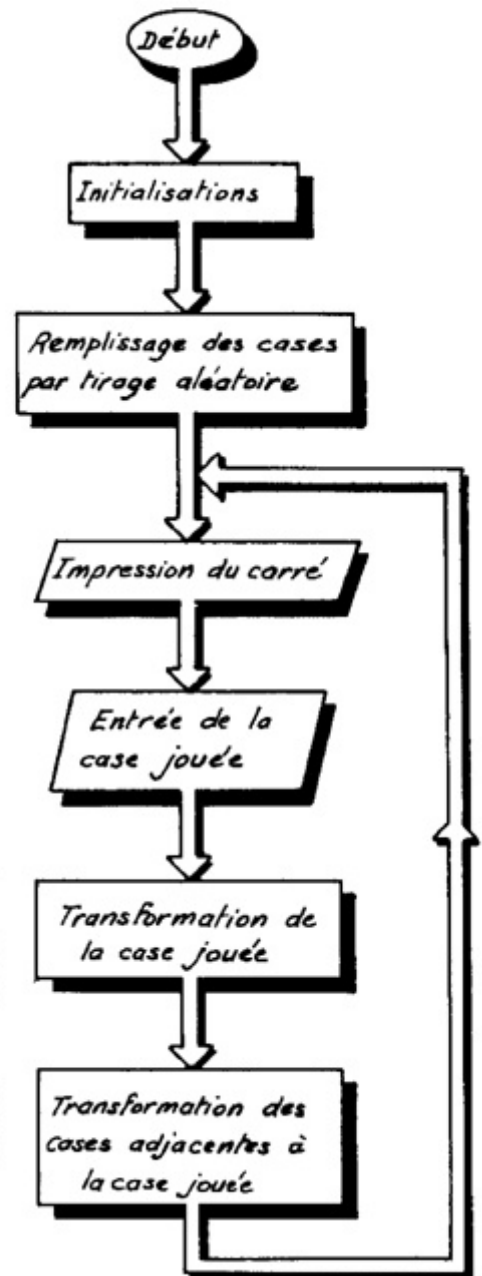 Début
Initialisations
Remplissage des cases
par tirage aléatoire
Impression du carré
Entrée de la
case jouée
Transformation de
la case jouée
Transformation des
cases adjacentes à
la case jouée